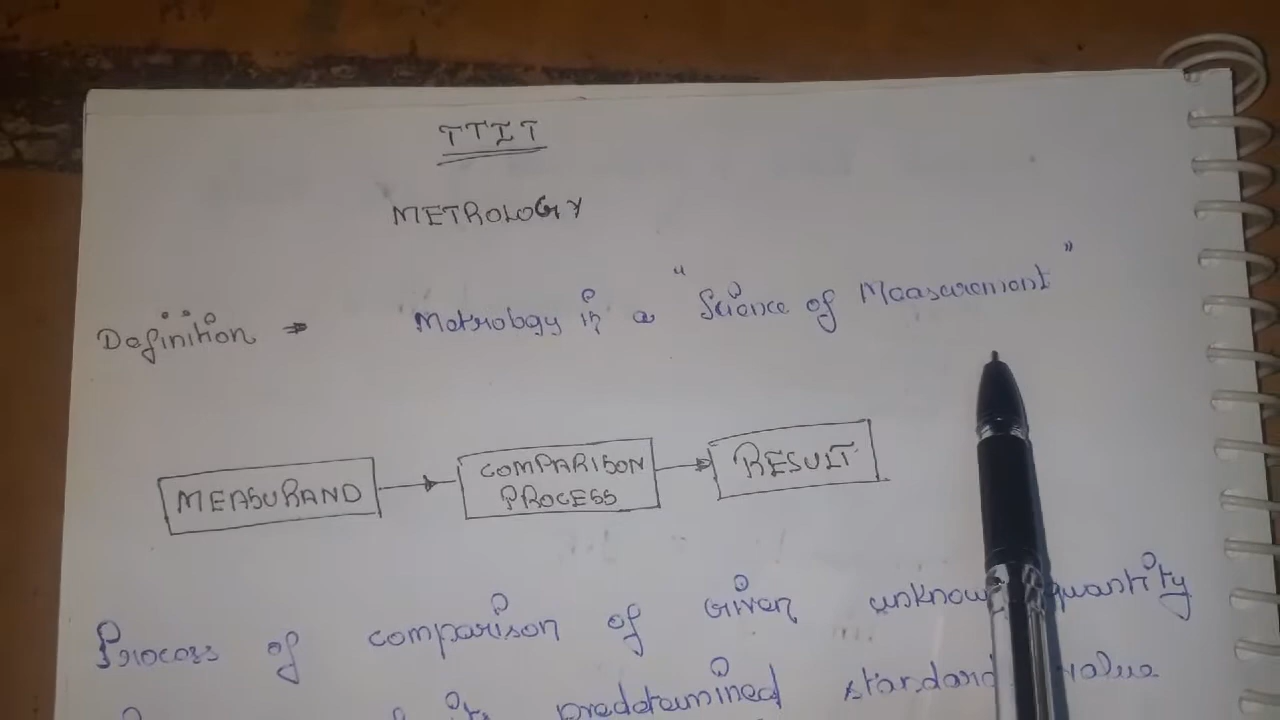 TTIT
METROLOGY
Definition → Metrology is a "Science of Measurement"
MEASURAND → COMPARISON PROCESS → RESULT
Process of comparison of Given unknown quantity
its predetermined standard value